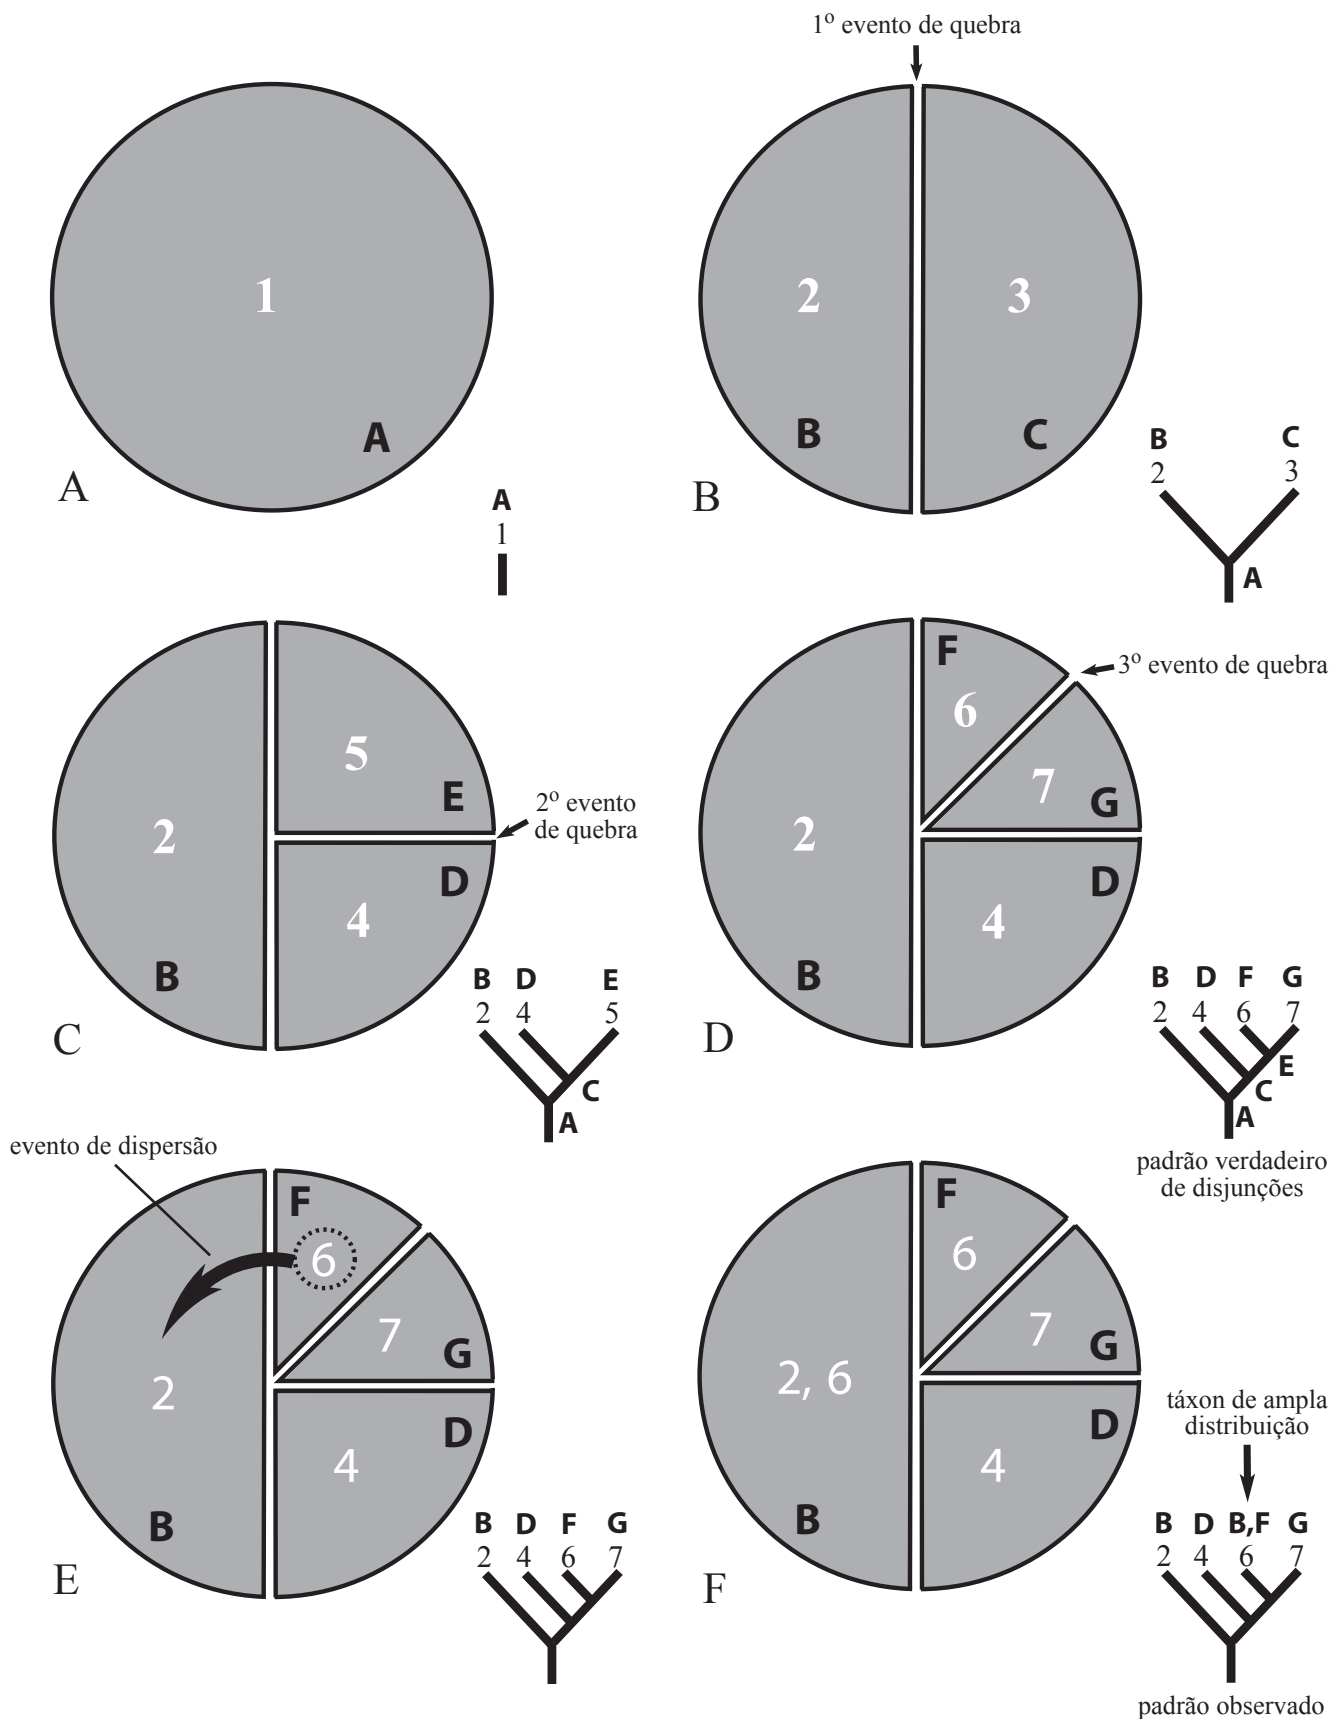 1
A
A
A
1
1º evento de quebra
2
3
B
C
B
B C
2 3
A
2
5
E
2º evento
de quebra
D
4
B
C
B D E
2 4 5
C
A
F
3º evento de quebra
6
7
G
2
D
4
B
D
B D F G
2 4 6 7
E
C
A
padrão verdadeiro
de disjunções
evento de dispersão
F
6
7
G
2
D
4
B
E
B D F G
2 4 6 7
F
6
7
G
2, 6
D
4
B
F
táxon de ampla
distribuição
B D B,F G
2 4 6 7
padrão observado